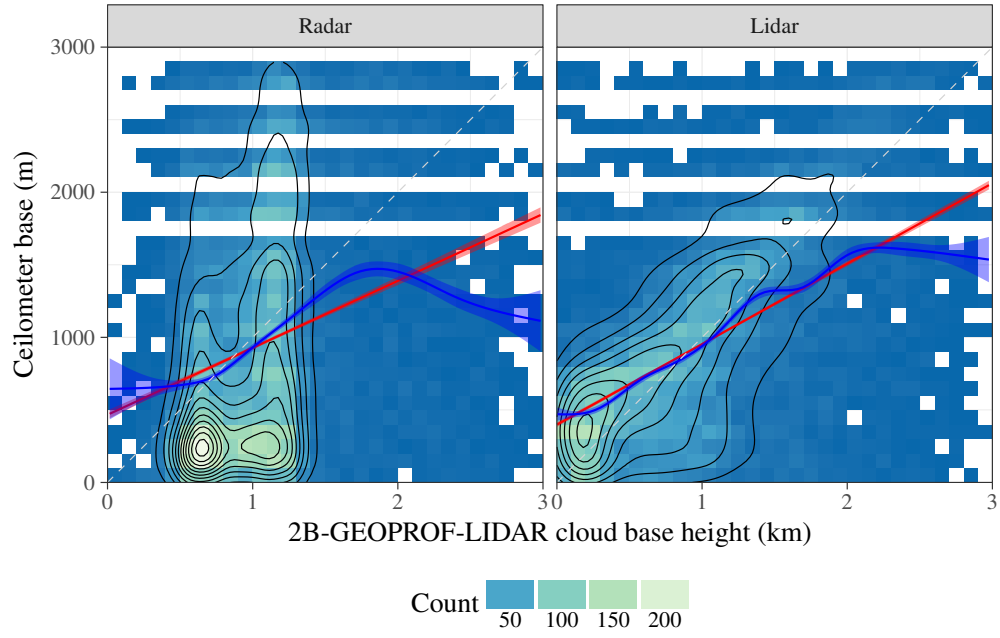 Radar
Lidar
3000
2000
1000
0
Ceilometer base (m)
0 1 2 3
0 1 2 3
2B-GEOPROF-LIDAR cloud base height (km)
Count
50 100 150 200